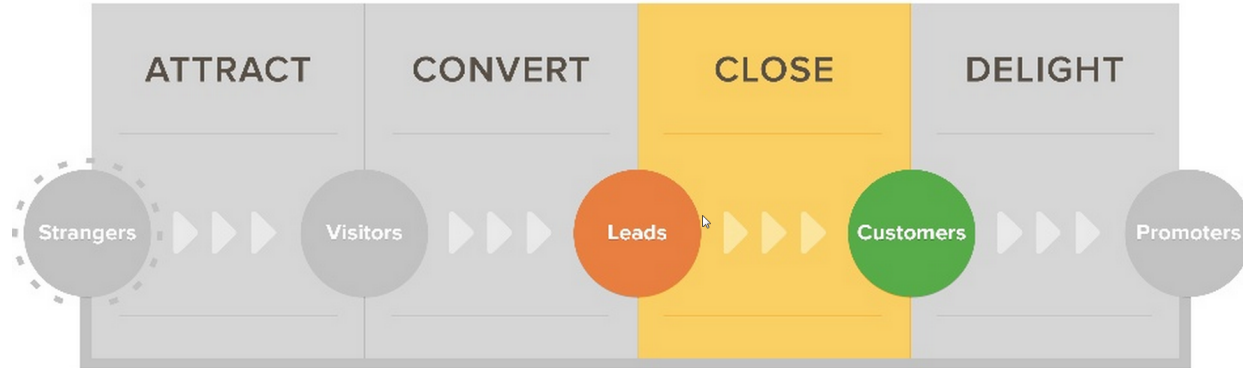 ATTRACT
CONVERT
CLOSE
DELIGHT
Strangers
Visitors
Leads
Customers
Promoters